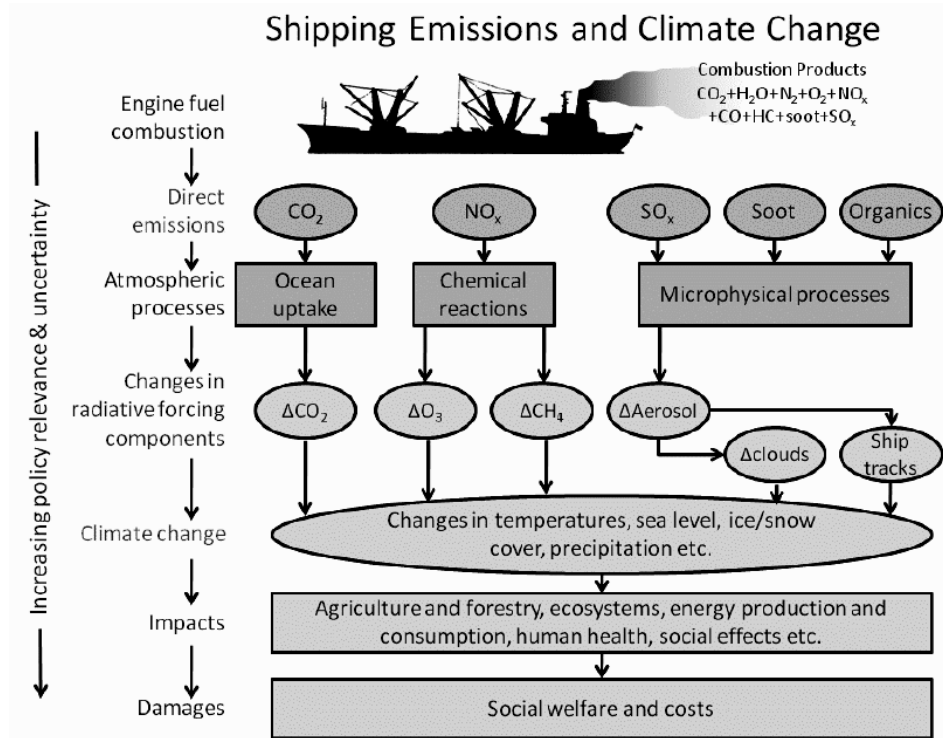 Shipping Emissions and Climate Change
Combustion Products
CO₂+H₂O+N₂+O₂+NOₓ
+CO+HC+soot+SOₓ
Increasing policy relevance & uncertainty
Engine fuel
combustion
Direct
emissions
CO₂
NOₓ
SOₓ
Soot
Organics
Atmospheric
processes
Ocean
uptake
Chemical
reactions
Microphysical processes
Changes in
radiative forcing
components
ΔCO₂
ΔO₃
ΔCH₄
ΔAerosol
Δclouds
Ship
tracks
Climate change
Changes in temperatures, sea level, ice/snow
cover, precipitation etc.
Impacts
Agriculture and forestry, ecosystems, energy production and
consumption, human health, social effects etc.
Damages
Social welfare and costs